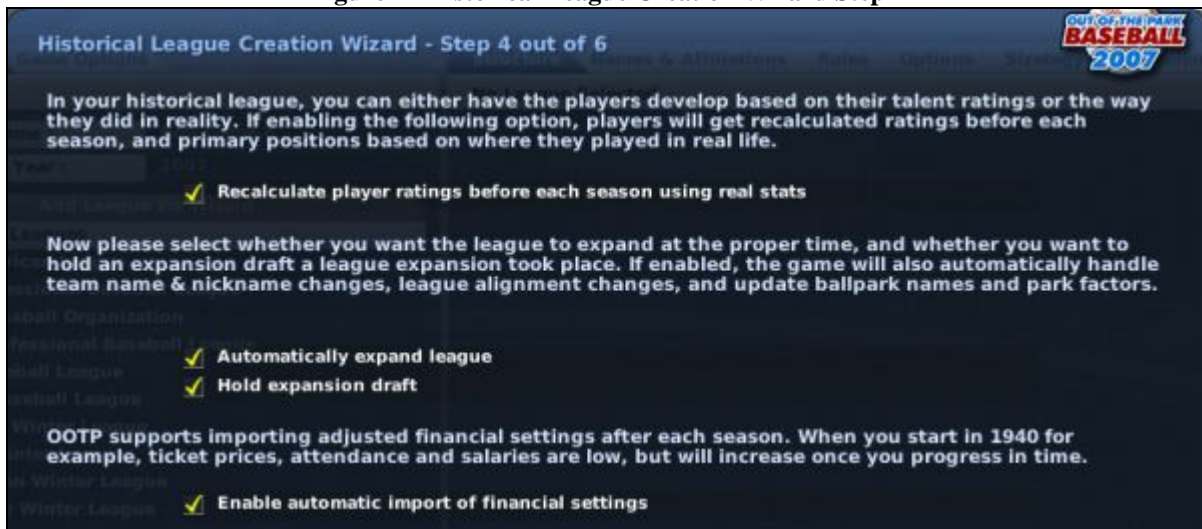 Historical League Creation Wizard - Step 4 out of 6
OUT OF THE PARK
BASEBALL
2007
In your historical league, you can either have the players develop based on their talent ratings or the way
they did in reality. If enabling the following option, players will get recalculated ratings before each
season, and primary positions based on where they played in real life.
Recalculate player ratings before each season using real stats
Now please select whether you want the league to expand at the proper time, and whether you want to
hold an expansion draft a league expansion took place. If enabled, the game will also automatically handle
team name & nickname changes, league alignment changes, and update ballpark names and park factors.
Automatically expand league
Hold expansion draft
OOTP supports importing adjusted financial settings after each season. When you start in 1940 for
example, ticket prices, attendance and salaries are low, but will increase once you progress in time.
Enable automatic import of financial settings